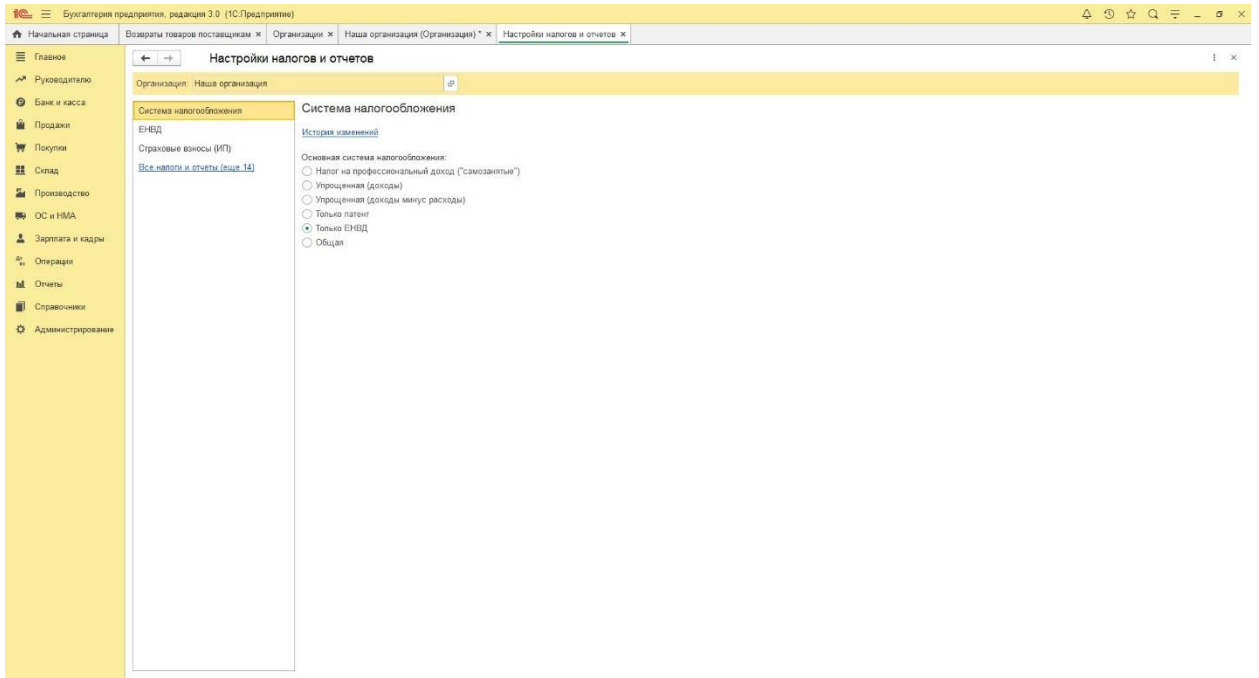 1С Бухгалтерия предприятия, редакция 3.0 (1С:Предприятие)
Начальная страница Возвраты товаров поставщикам × Организации × Наша организация (Организация) * × Настройки налогов и отчетов ×
Главное
Руководителю
Банк и касса
Продажи
Покупки
Склад
Производство
ОС и НМА
Зарплата и кадры
Операции
Отчеты
Справочники
Администрирование
Настройки налогов и отчетов
Организация: Наша организация
Система налогообложения
ЕНВД
Страховые взносы (ИП)
Все налоги и отчеты (еще 14)
Система налогообложения
История изменений
Основная система налогообложения:
Налог на профессиональный доход ("самозанятые")
Упрощенная (доходы)
Упрощенная (доходы минус расходы)
Только патент
Только ЕНВД
Общая